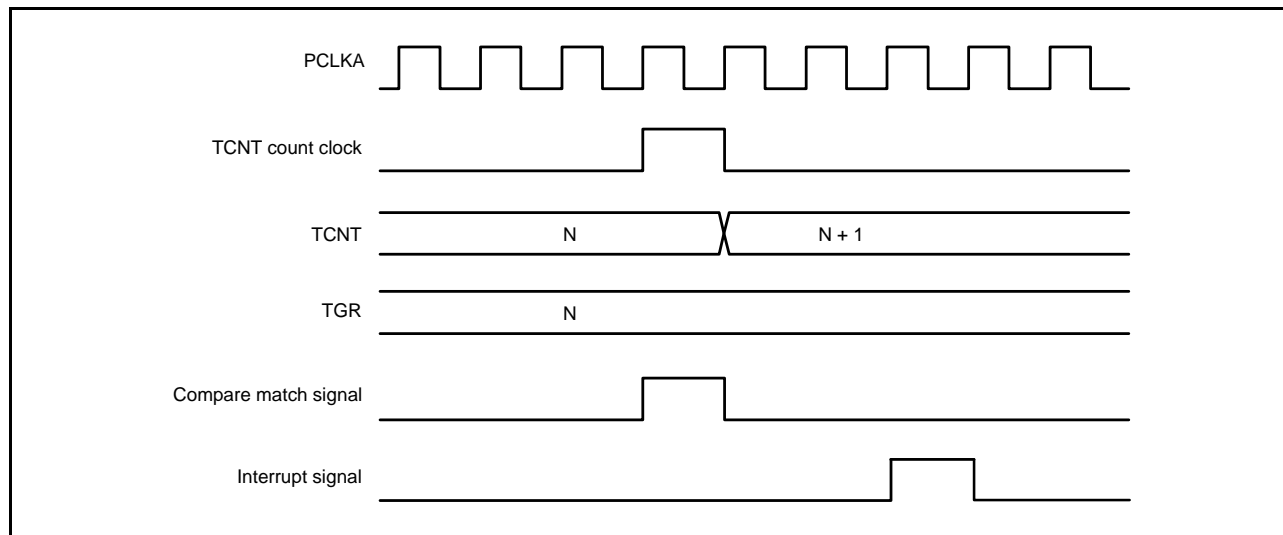 PCLKA
TCNT count clock
TCNT
N
N + 1
TGR
N
Compare match signal
Interrupt signal